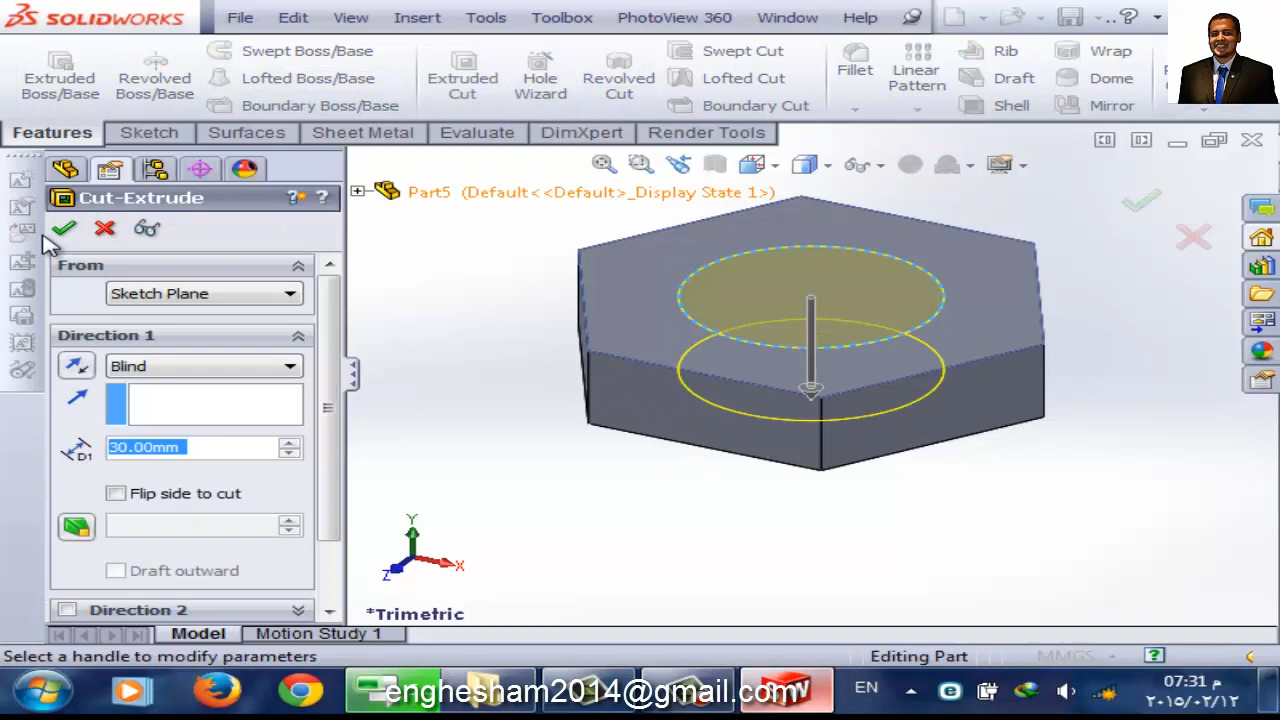 SOLIDWORKS
File Edit View Insert Tools Toolbox PhotoView 360 Window Help
Extruded Boss/Base
Revolved Boss/Base
Swept Boss/Base
Lofted Boss/Base
Boundary Boss/Base
Extruded Cut
Hole Wizard
Revolved Cut
Swept Cut
Lofted Cut
Boundary Cut
Fillet
Linear Pattern
Rib
Draft
Shell
Wrap
Dome
Mirror
Features Sketch Surfaces Sheet Metal Evaluate DimXpert Render Tools
Cut-Extrude
Part5 (Default<<Default>_Display State 1>)
From
Sketch Plane
Direction 1
Blind
D1
30.00mm
Flip side to cut
Draft outward
Direction 2
Y
X
Z
*Trimetric
Model Motion Study 1
Select a handle to modify parameters
Editing Part
MMGS
enghesham2014@gmail.com
EN
07:31 م
٢٠١٥/٠٢/١٢